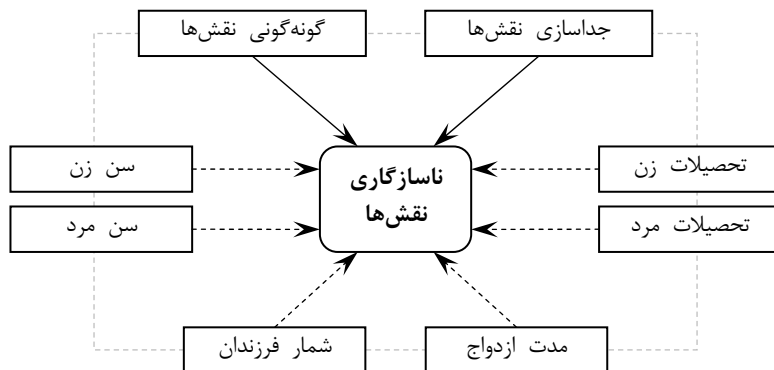 جداسازی نقش‌ها
گونه‌گونی نقش‌ها
تحصیلات زن
ناسازگاری
نقش‌ها
سن زن
تحصیلات مرد
سن مرد
مدت ازدواج
شمار فرزندان